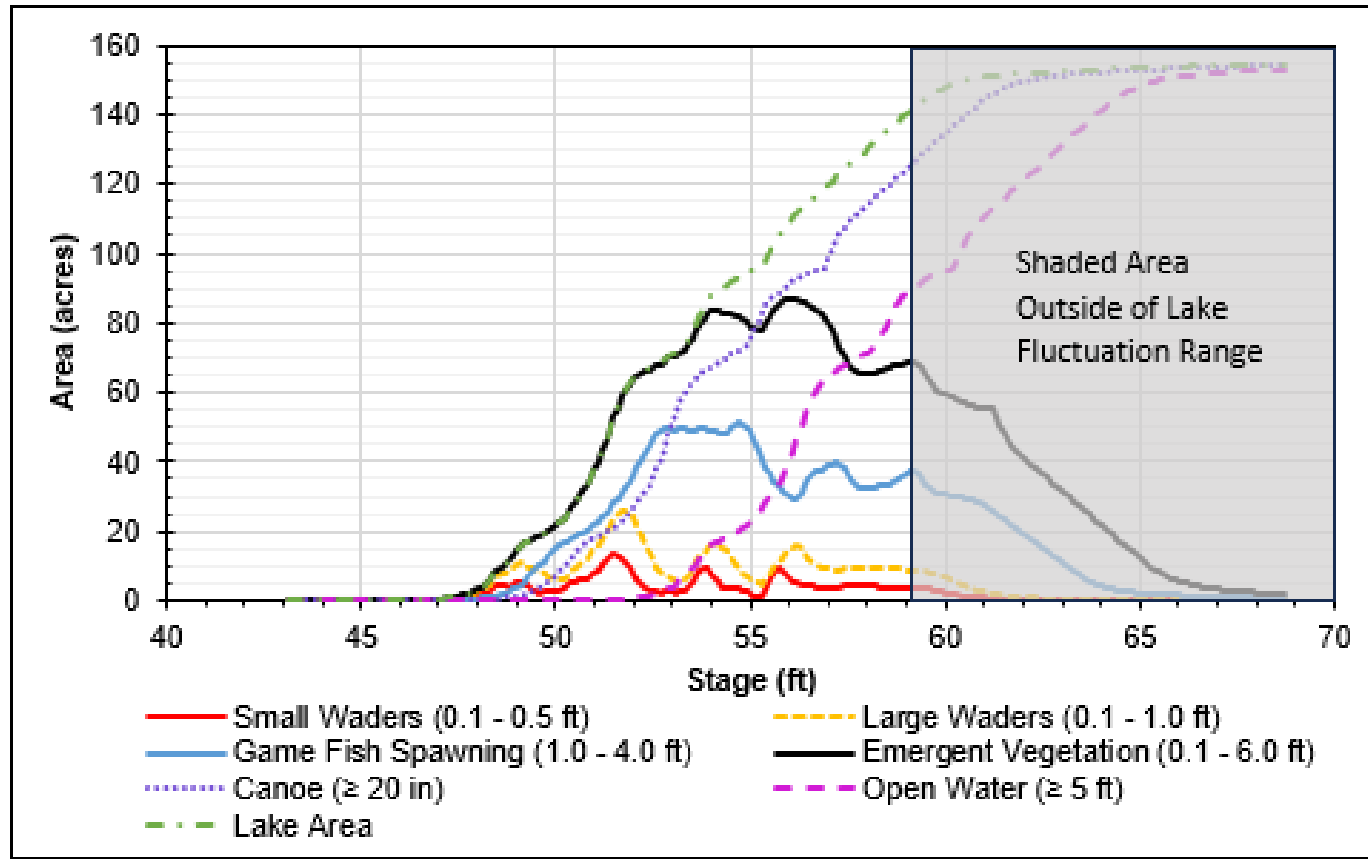 160
140
120
100
80
60
40
20
0
Area (acres)
Shaded Area
Outside of Lake
Fluctuation Range
40 45 50 55 60 65 70
Stage (ft)
Small Waders (0.1 - 0.5 ft) Large Waders (0.1 - 1.0 ft)
Game Fish Spawning (1.0 - 4.0 ft) Emergent Vegetation (0.1 - 6.0 ft)
Canoe (≥ 20 in) Open Water (≥ 5 ft)
Lake Area